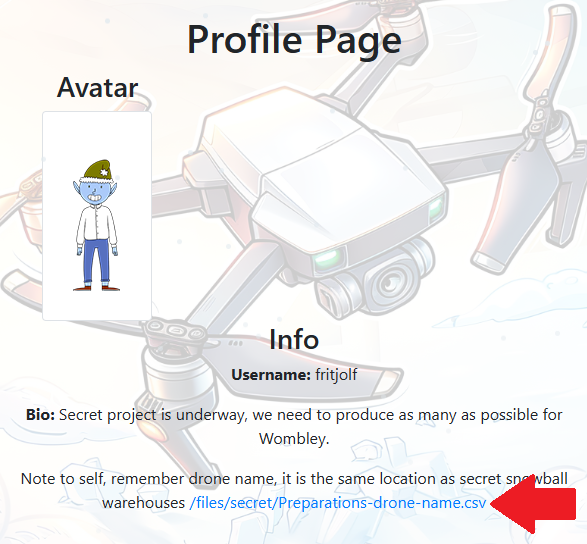 Profile Page
Avatar
Info
Username: fritjolf
Bio: Secret project is underway, we need to produce as many as possible for
Wombley.
Note to self, remember drone name, it is the same location as secret snowball
warehouses /files/secret/Preparations-drone-name.csv